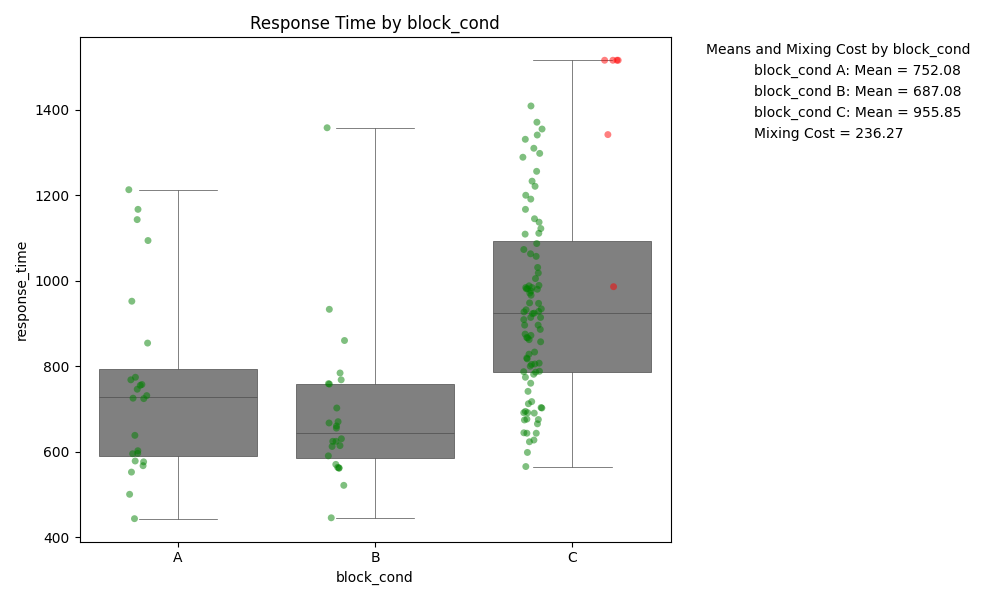 Response Time by block_cond
Means and Mixing Cost by block_cond
block_cond A: Mean = 752.08
block_cond B: Mean = 687.08
block_cond C: Mean = 955.85
Mixing Cost = 236.27
response_time
1400
1200
1000
800
600
400
A
B
C
block_cond